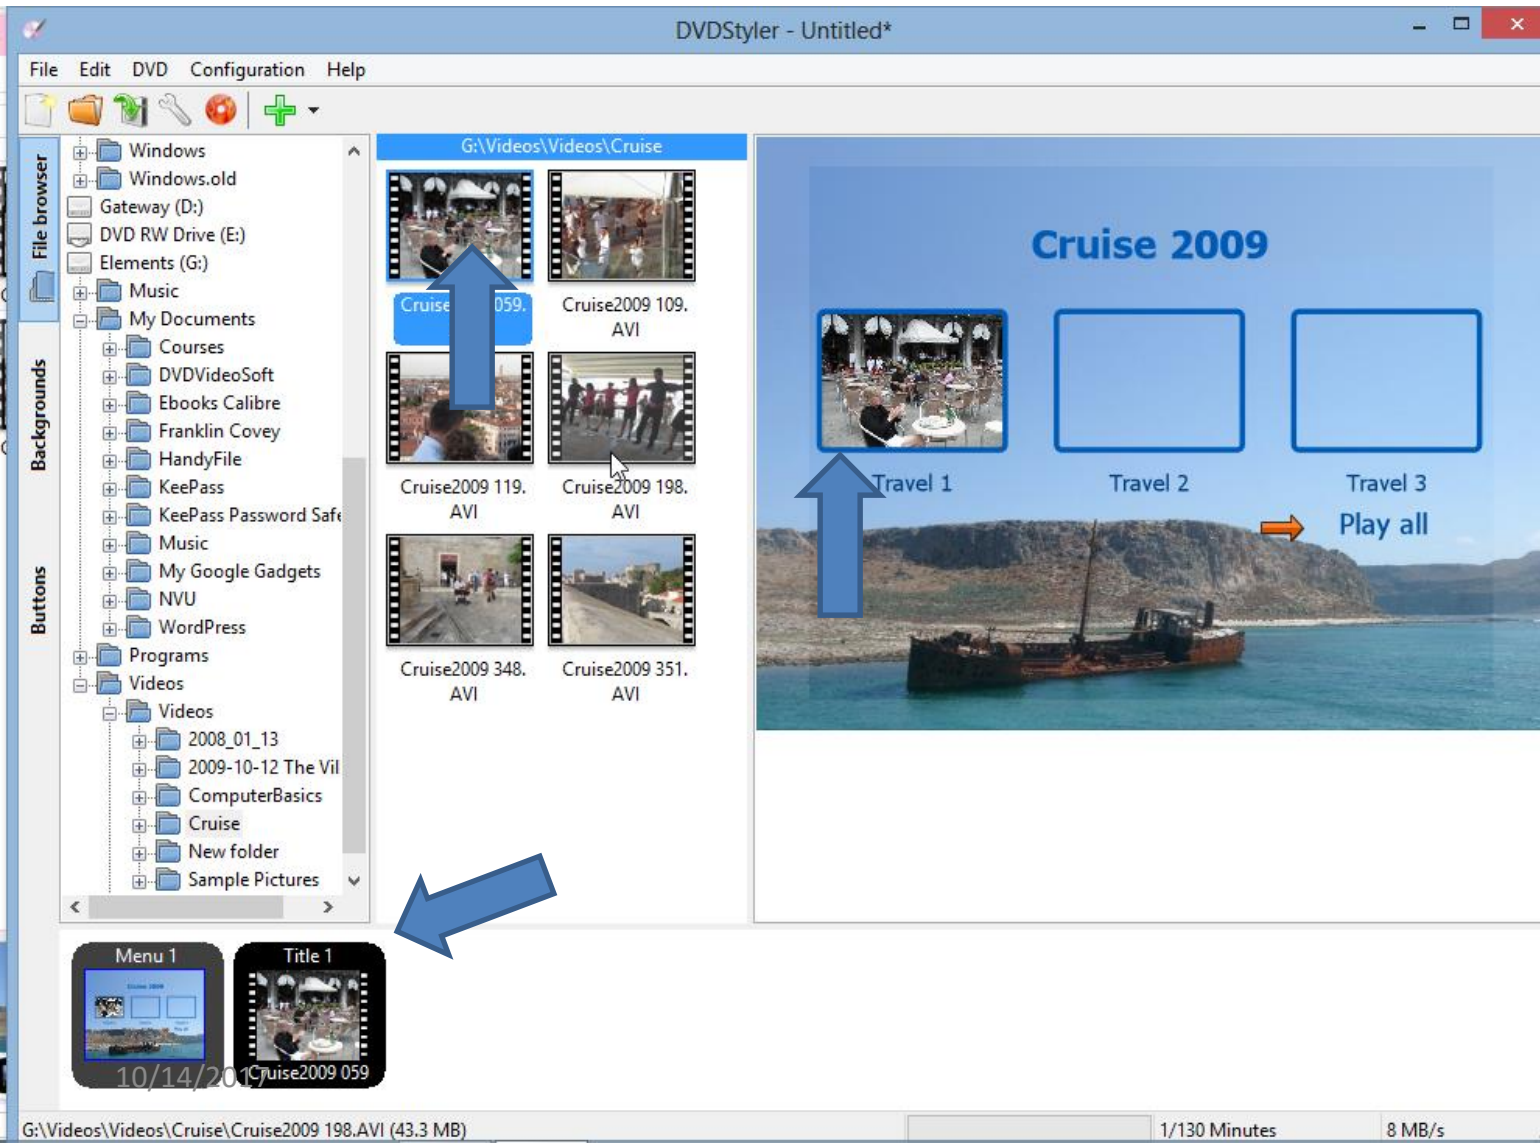 DVDStyler - Untitled*
File Edit DVD Configuration Help
File browser
Backgrounds
Buttons
Windows
Windows.old
Gateway (D:)
DVD RW Drive (E:)
Elements (G:)
Music
My Documents
Courses
DVDVideoSoft
Ebooks Calibre
Franklin Covey
HandyFile
KeePass
KeePass Password Safe
Music
My Google Gadgets
NVU
WordPress
Programs
Videos
Videos
2008_01_13
2009-10-12 The Vil
ComputerBasics
Cruise
New folder
Sample Pictures
G:\Videos\Videos\Cruise
059.
Cruise2009 109.
AVI
Cruise2009 119.
AVI
Cruise2009 198.
AVI
Cruise2009 348.
AVI
Cruise2009 351.
AVI
Cruise 2009
Travel 1
Travel 2
Travel 3
Play all
Menu 1
Cruise 2009
Title 1
Cruise2009 059
10/14/2017
G:\Videos\Videos\Cruise\Cruise2009 198.AVI (43.3 MB)
1/130 Minutes
8 MB/s